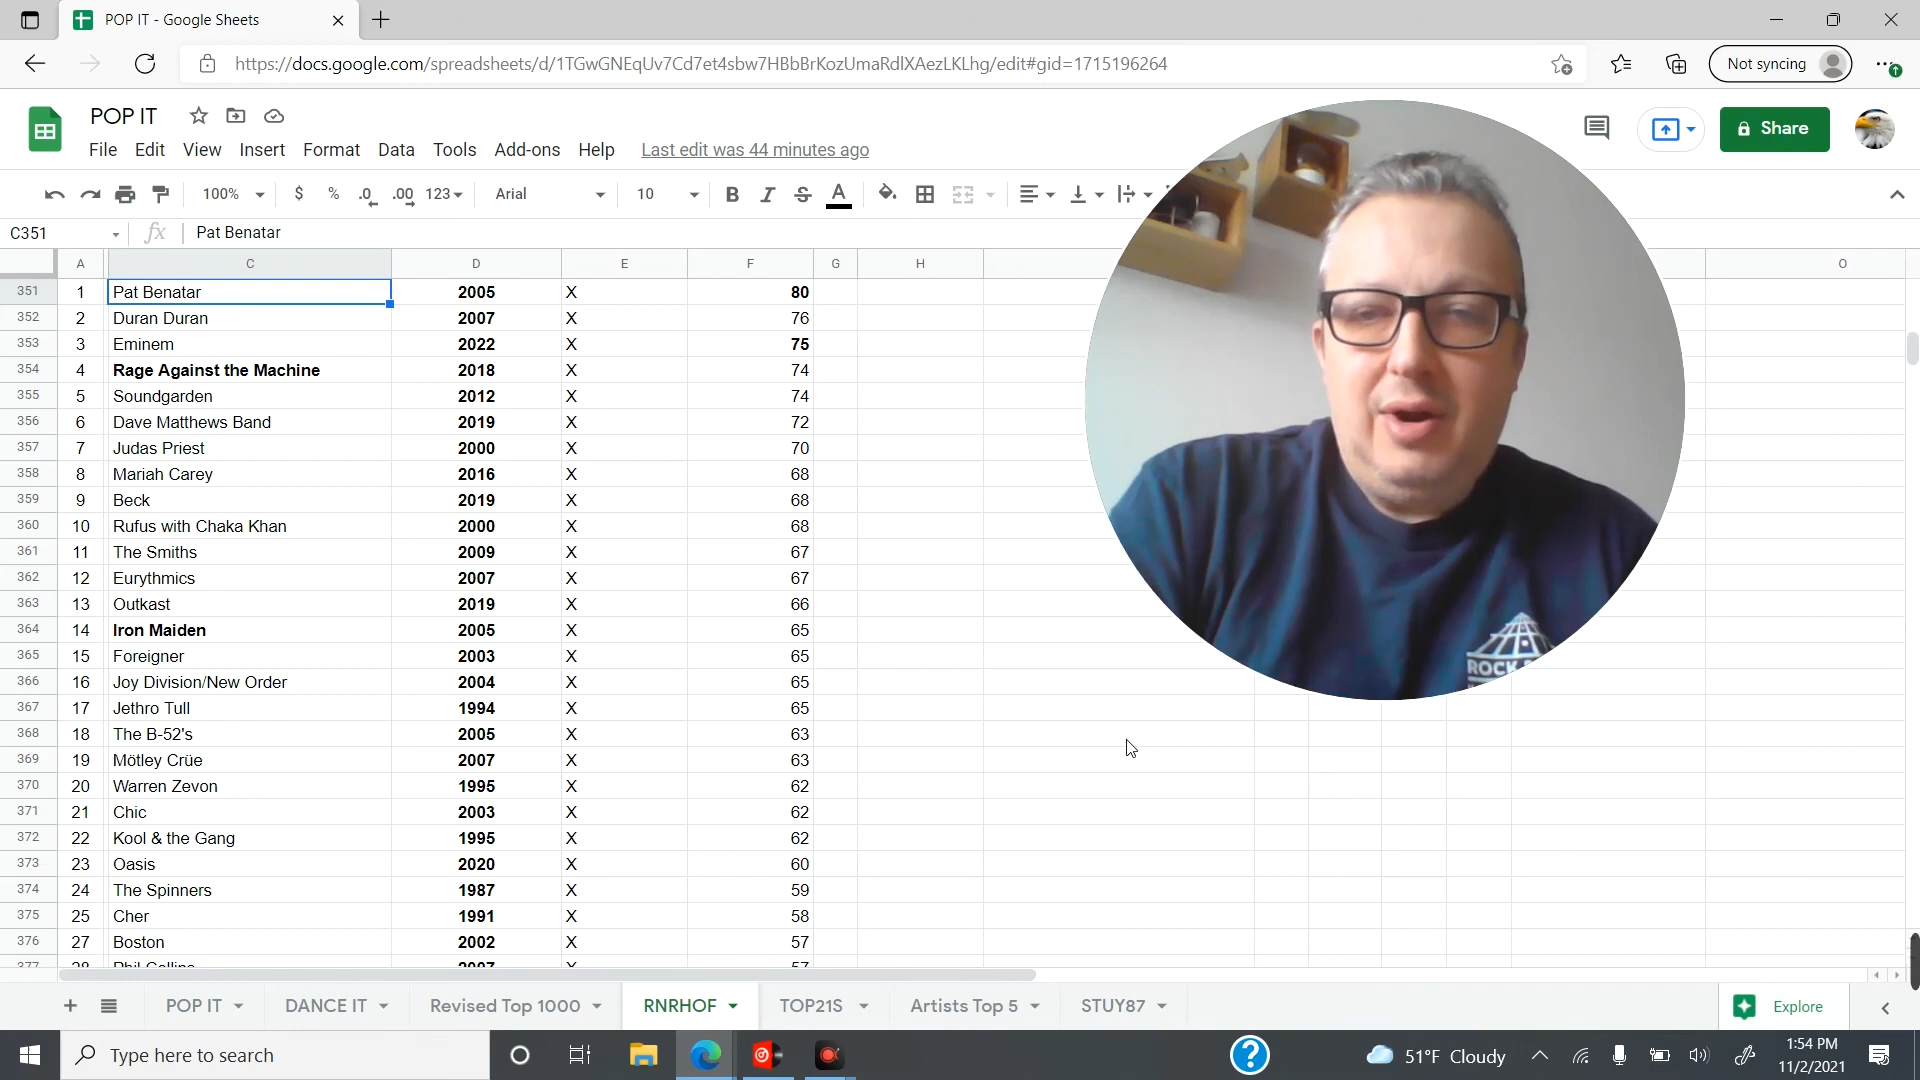 POP IT - Google Sheets
https://docs.google.com/spreadsheets/d/1TGwGNEqUv7Cd7et4sbw7HBbBrKozUmaRdlXAezLKLhg/edit#gid=1715196264
Not syncing
POP IT
Share
File Edit View Insert Format Data Tools Add-ons Help Last edit was 44 minutes ago
100% $ % .0 .00 123 Arial 10 B I S A
C351 fx Pat Benatar
A C D E F G H O
351 1 Pat Benatar 2005 X 80
352 2 Duran Duran 2007 X 76
353 3 Eminem 2022 X 75
354 4 Rage Against the Machine 2018 X 74
355 5 Soundgarden 2012 X 74
356 6 Dave Matthews Band 2019 X 72
357 7 Judas Priest 2000 X 70
358 8 Mariah Carey 2016 X 68
359 9 Beck 2019 X 68
360 10 Rufus with Chaka Khan 2000 X 68
361 11 The Smiths 2009 X 67
362 12 Eurythmics 2007 X 67
363 13 Outkast 2019 X 66
364 14 Iron Maiden 2005 X 65
365 15 Foreigner 2003 X 65
366 16 Joy Division/New Order 2004 X 65
367 17 Jethro Tull 1994 X 65
368 18 The B-52's 2005 X 63
369 19 Mötley Crüe 2007 X 63
370 20 Warren Zevon 1995 X 62
371 21 Chic 2003 X 62
372 22 Kool & the Gang 1995 X 62
373 23 Oasis 2020 X 60
374 24 The Spinners 1987 X 59
375 25 Cher 1991 X 58
376 27 Boston 2002 X 57
377 28 Phil Collins 2007 X 57
ROCK
POP IT DANCE IT Revised Top 1000 RNRHOF TOP21S Artists Top 5 STUY87 Explore
Type here to search
51°F Cloudy
1:54 PM
11/2/2021